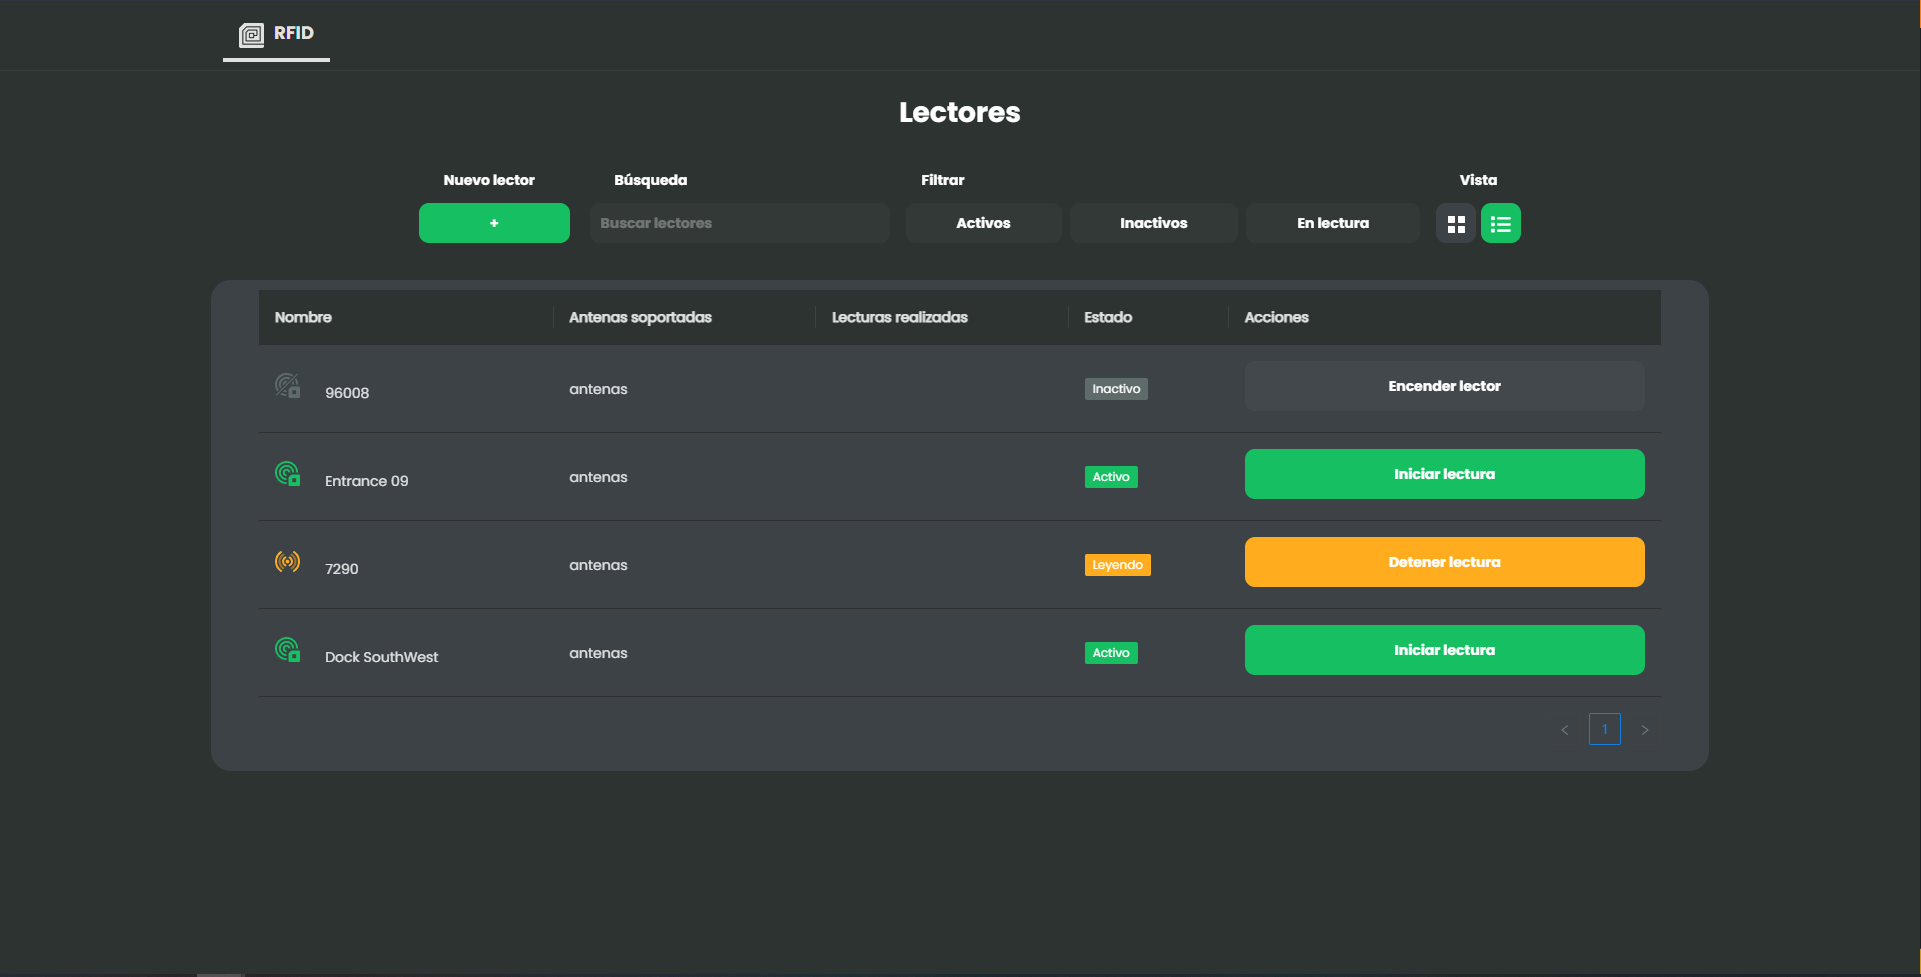 RFID
Lectores
Nuevo lector Búsqueda Filtrar Vista
+ Buscar lectores Activos Inactivos En lectura
Nombre Antenas soportadas Lecturas realizadas Estado Acciones
96008 antenas Inactivo Encender lector
Entrance 09 antenas Activo Iniciar lectura
7290 antenas Leyendo Detener lectura
Dock SouthWest antenas Activo Iniciar lectura
< 1 >